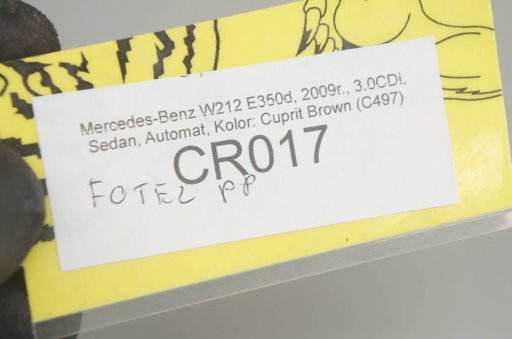 Mercedes-Benz W212 E350d, 2009r., 3.0CDi,
Sedan, Automat, Kolor: Cuprit Brown (C497)
CR017
FOTEL PP